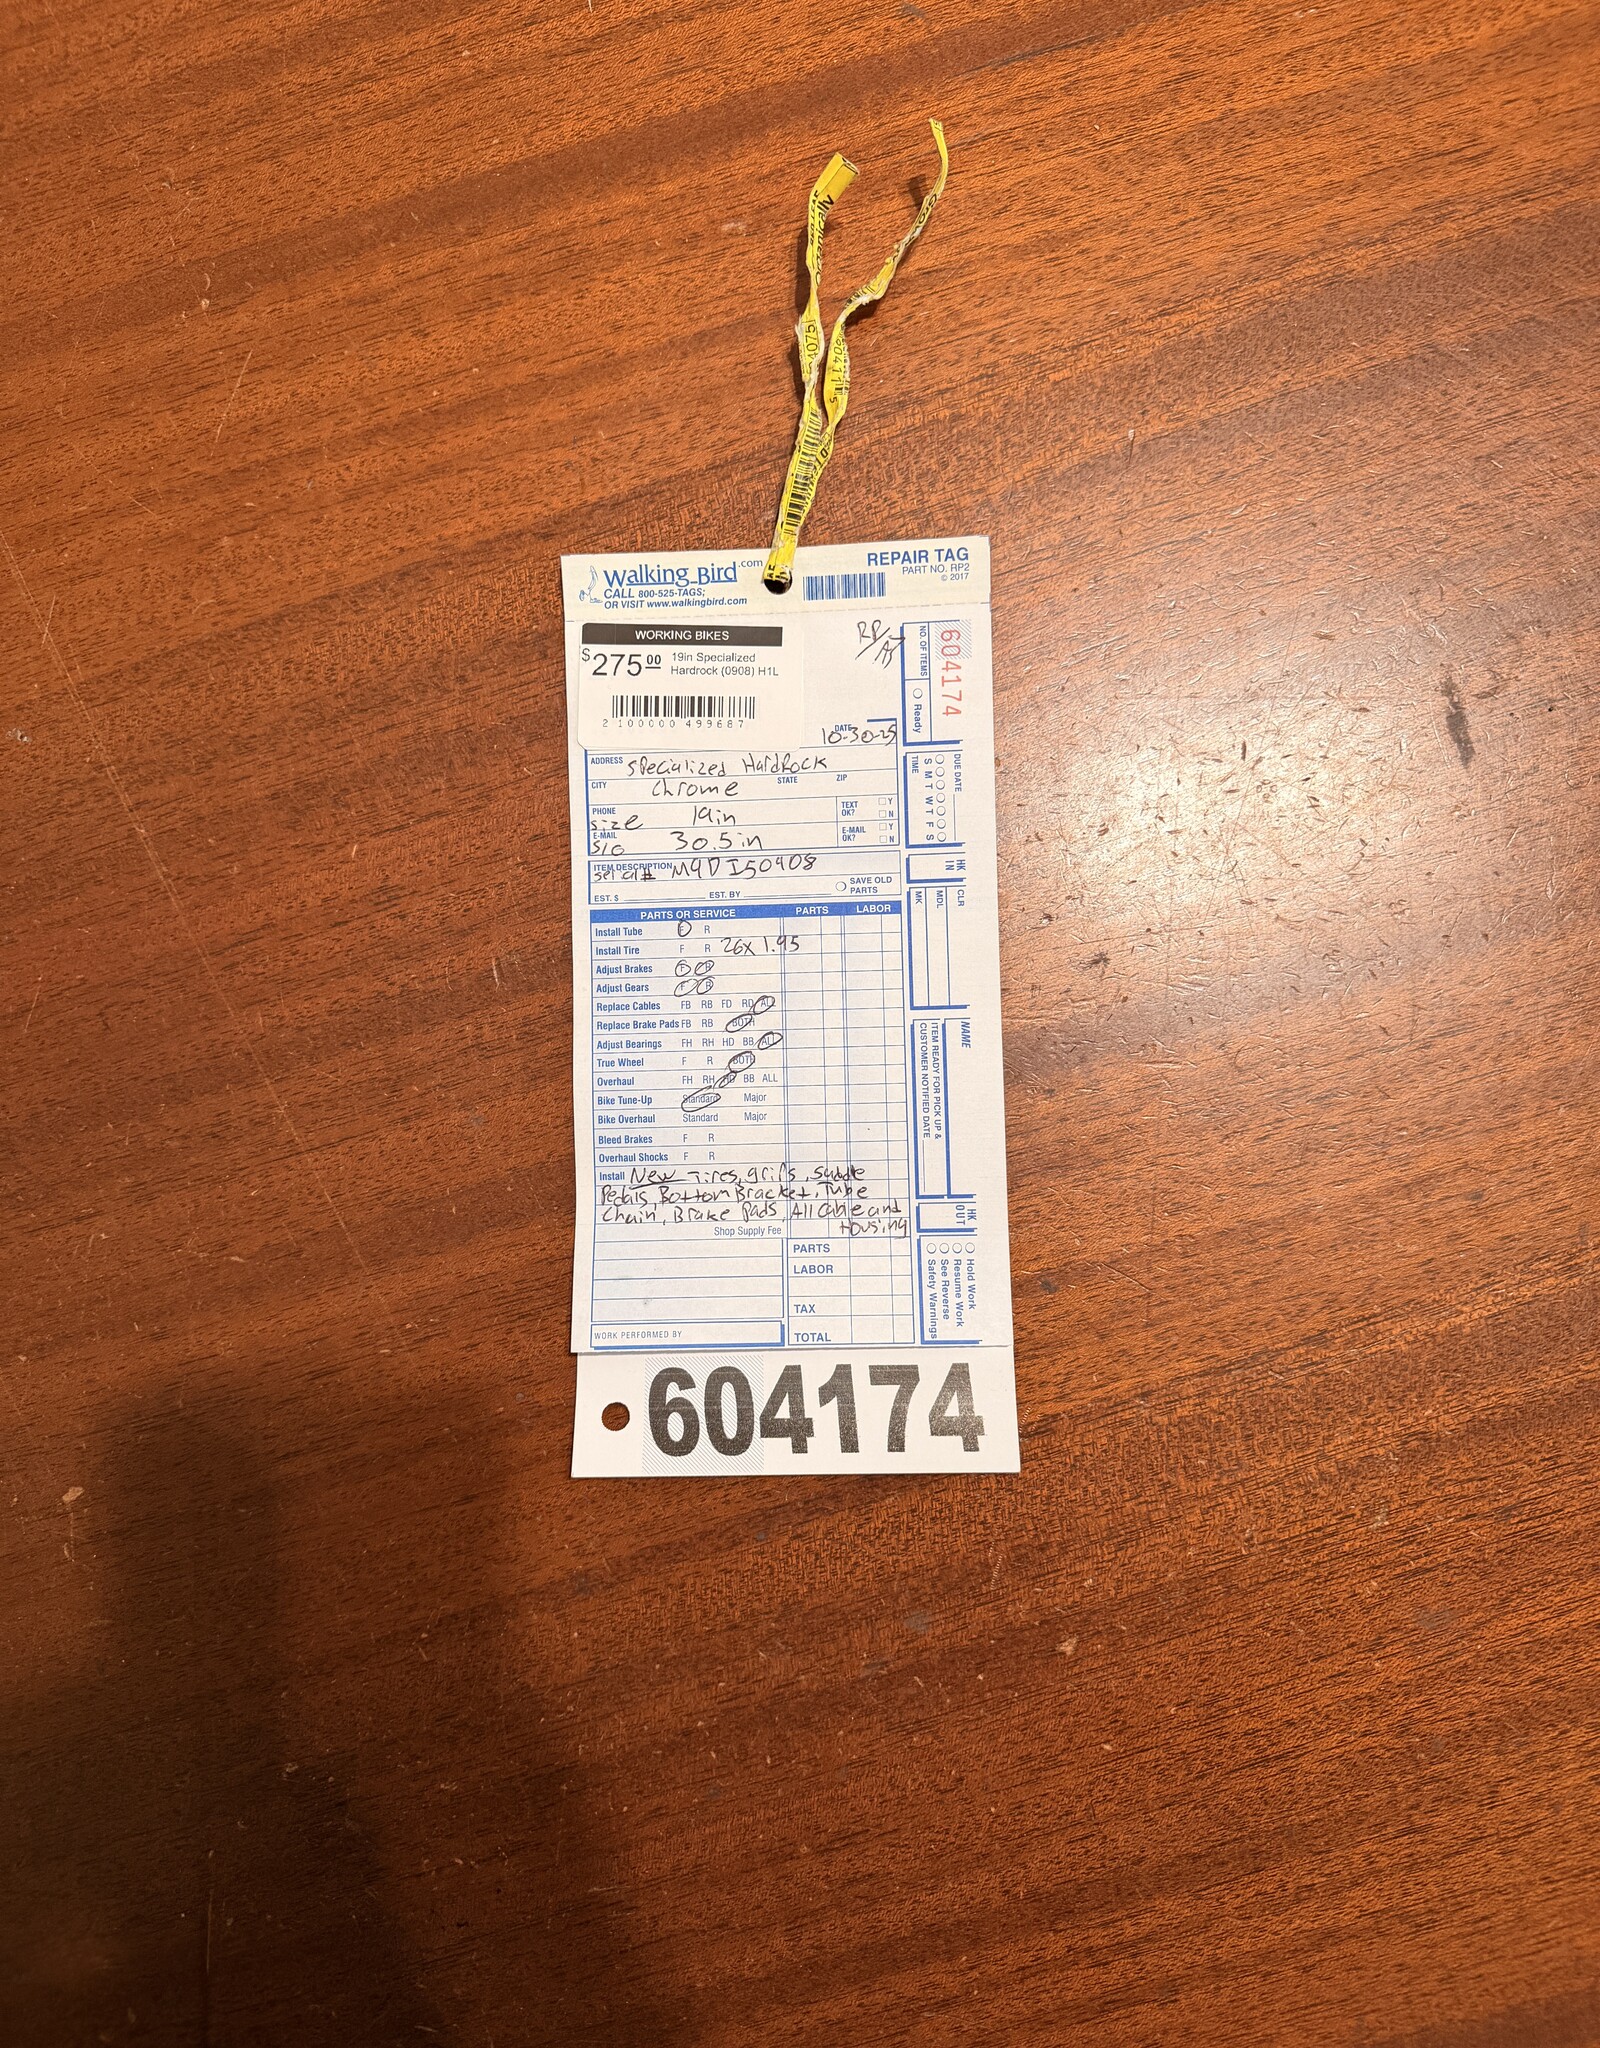 Walking Bird.com
CALL 800-525-TAGS;
OR VISIT www.walkingbird.com
REPAIR TAG
PART NO. RP2
© 2017
WORKING BIKES
$275.00
19in Specialized
Hardrock (0908) H1L
2 100000 499687
RP/AS
DATE 10-30-25
ADDRESS Specialized HardRock
CITY Chrome STATE ZIP
PHONE
size 19in
TEXT OK? Y N
E-MAIL
S/O 30.5in
E-MAIL OK? Y N
ITEM DESCRIPTION
serial# M9DI50908
SAVE OLD PARTS
EST. $ EST. BY
PARTS OR SERVICE PARTS LABOR
Install Tube F R
Install Tire F R 26x1.95
Adjust Brakes F R
Adjust Gears F R
Replace Cables FB RB FD RD ALL
Replace Brake Pads FB RB BOTH
Adjust Bearings FH RH HD BB ALL
True Wheel F R BOTH
Overhaul FH RH HD BB ALL
Bike Tune-Up Standard Major
Bike Overhaul Standard Major
Bleed Brakes F R
Overhaul Shocks F R
Install New Tires, grips, saddle
Pedals, Bottom Bracket, Tube
Chain, Brake Pads, All Cable and
Housing
Shop Supply Fee
PARTS
LABOR
TAX
TOTAL
WORK PERFORMED BY
604174
NO. OF ITEMS
Ready
DUE DATE
S M T W T F S
TIME
HK IN
CLR
MDL
MK
NAME
ITEM READY FOR PICK UP &
CUSTOMER NOTIFIED DATE
HK OUT
Hold Work
Resume Work
See Reverse
Safety Warnings
604174